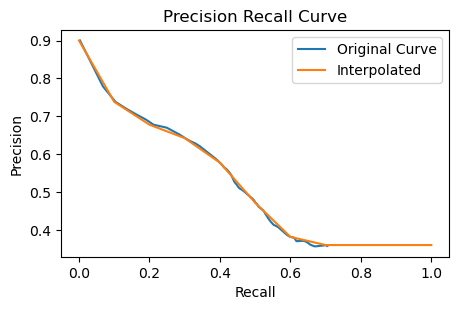 Precision Recall Curve
Original Curve
Interpolated
Precision
0.9
0.8
0.7
0.6
0.5
0.4
0.0 0.2 0.4 0.6 0.8 1.0
Recall